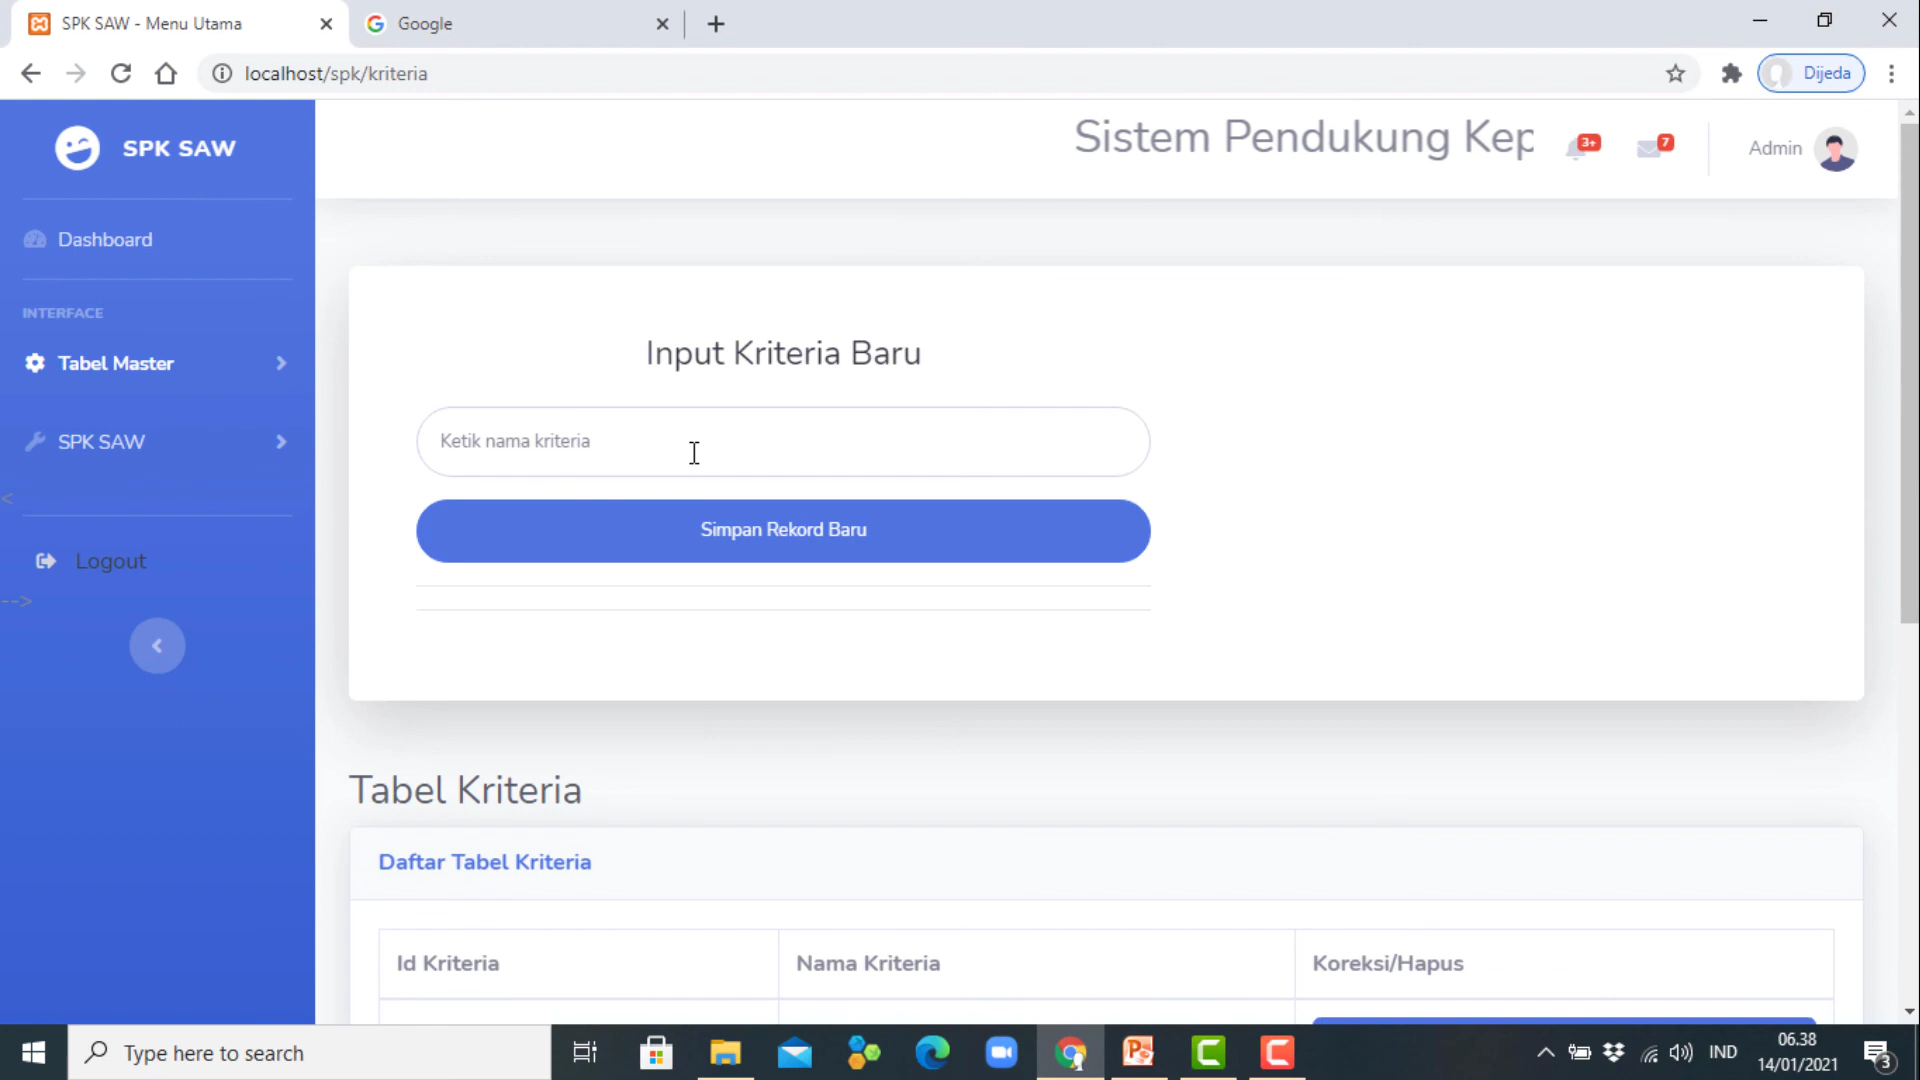 SPK SAW - Menu Utama
Google
localhost/spk/kriteria
Dijeda
SPK SAW
Sistem Pendukung Kep
3+
7
Admin
Dashboard
INTERFACE
Tabel Master
SPK SAW
<
Logout
-->
Input Kriteria Baru
Ketik nama kriteria
Simpan Rekord Baru
Tabel Kriteria
Daftar Tabel Kriteria
Id Kriteria
Nama Kriteria
Koreksi/Hapus
Type here to search
IND
06.38
14/01/2021
3